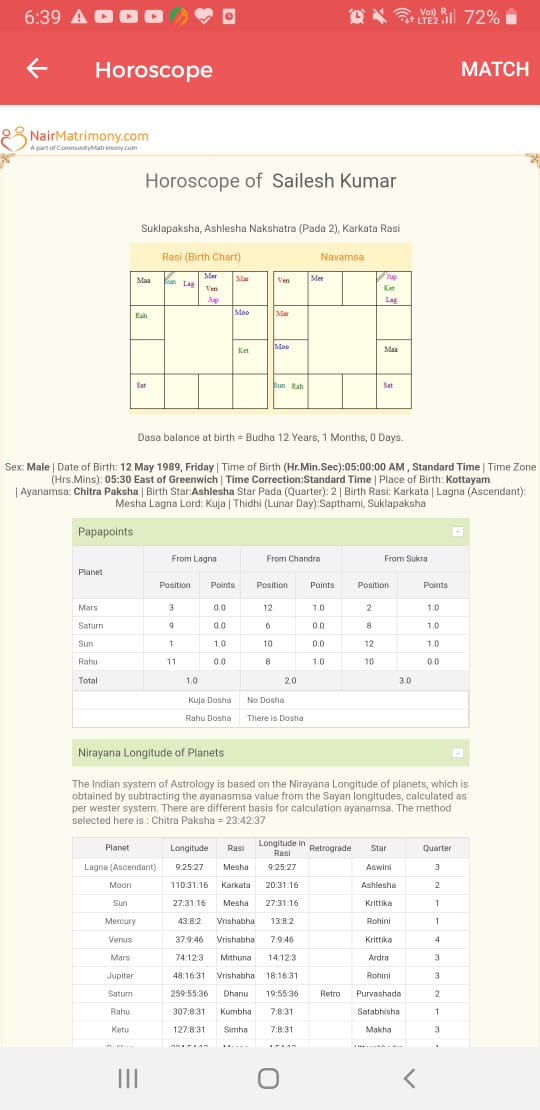 6:39 Vo)) R LTE2 72%
Horoscope MATCH
NairMatrimony.com
A part of CommunityMatrimony.com
Horoscope of Sailesh Kumar
Suklapaksha, Ashlesha Nakshatra (Pada 2), Karkata Rasi
Rasi (Birth Chart) Navamsa
Maa Sun Lag Mer Ven Jup Mar Ven Mer Jup Ket Lag
Rah Moo Mar
Ket Moo Maa
Sat Sun Rah Sat
Dasa balance at birth = Budha 12 Years, 1 Months, 0 Days.
Sex: Male | Date of Birth: 12 May 1989, Friday | Time of Birth (Hr.Min.Sec):05:00:00 AM , Standard Time | Time Zone
(Hrs.Mins): 05:30 East of Greenwich | Time Correction:Standard Time | Place of Birth: Kottayam
| Ayanamsa: Chitra Paksha | Birth Star:Ashlesha Star Pada (Quarter): 2 | Birth Rasi: Karkata | Lagna (Ascendant):
Mesha Lagna Lord: Kuja | Thidhi (Lunar Day):Sapthami, Suklapaksha
Papapoints -
Planet From Lagna From Chandra From Sukra
Position Points Position Points Position Points
Mars 3 0.0 12 1.0 2 1.0
Saturn 9 0.0 6 0.0 8 1.0
Sun 1 1.0 10 0.0 12 1.0
Rahu 11 0.0 8 1.0 10 0.0
Total 1.0 2.0 3.0
Kuja Dosha No Dosha
Rahu Dosha There is Dosha
Nirayana Longitude of Planets -
The Indian system of Astrology is based on the Nirayana Longitude of planets, which is
obtained by subtracting the ayanasmsa value from the Sayan longitudes, calculated as
per wester system. There are different basis for calculation ayanamsa. The method
selected here is : Chitra Paksha = 23:42:37
Planet Longitude Rasi Longitude in Rasi Retrograde Star Quarter
Lagna (Ascendant) 9:25:27 Mesha 9:25:27 Aswini 3
Moon 110:31:16 Karkata 20:31:16 Ashlesha 2
Sun 27:31:16 Mesha 27:31:16 Krittika 1
Mercury 43:8:2 Vrishabha 13:8:2 Rohini 1
Venus 37:9:46 Vrishabha 7:9:46 Krittika 4
Mars 74:12:3 Mithuna 14:12:3 Ardra 3
Jupiter 48:16:31 Vrishabha 18:16:31 Rohini 3
Saturn 259:55:36 Dhanu 19:55:36 Retro Purvashada 2
Rahu 307:8:31 Kumbha 7:8:31 Satabhisha 1
Ketu 127:8:31 Simha 7:8:31 Makha 3